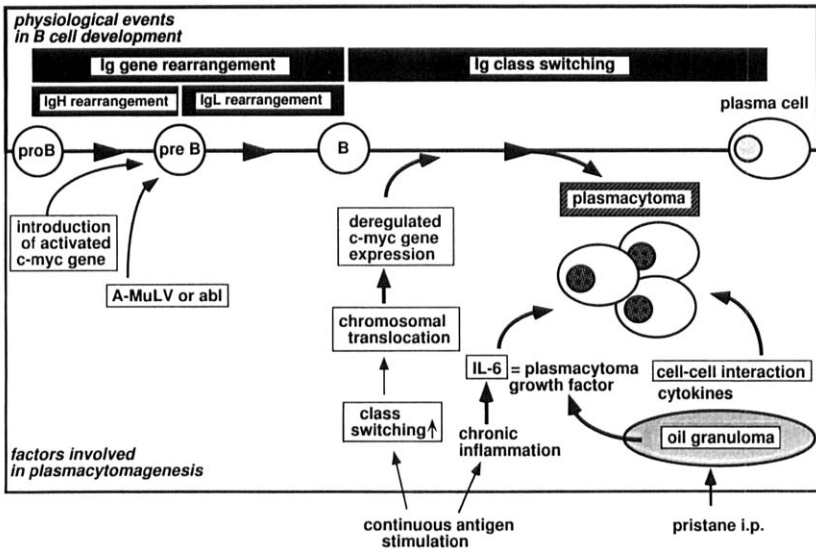 physiological events
in B cell development
Ig gene rearrangement
Ig class switching
IgH rearrangement
IgL rearrangement
plasma cell
proB
pre B
B
plasmacytoma
introduction
of activated
c-myc gene
deregulated
c-myc gene
expression
A-MuLV or abl
chromosomal
translocation
IL-6 = plasmacytoma
growth factor
cell-cell interaction
cytokines
class
switching↑
chronic
inflammation
oil granuloma
factors involved
in plasmacytomagenesis
continuous antigen
stimulation
pristane i.p.